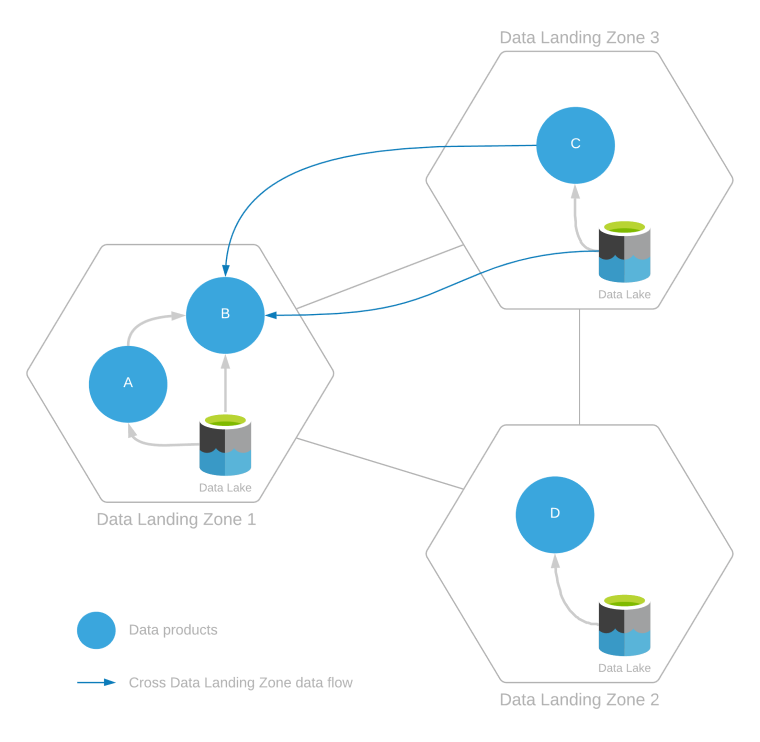 Data Landing Zone 3
C
Data Lake
B
A
Data Lake
Data Landing Zone 1
D
Data Lake
Data Landing Zone 2
Data products
Cross Data Landing Zone data flow